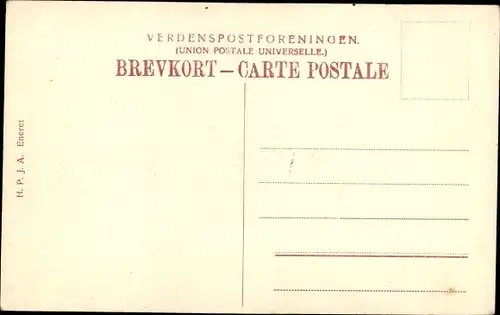 VERDENSPOSTFORENINGEN.
(UNION POSTALE UNIVERSELLE.)
BREVKORT — CARTE POSTALE
H. P. J. A. Eneret